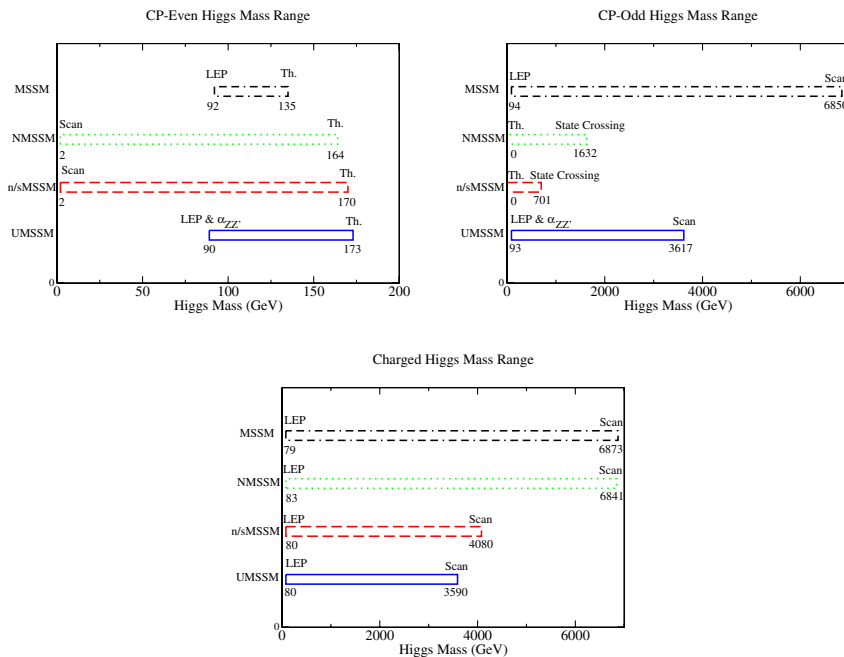 CP-Even Higgs Mass Range
LEP Th.
MSSM
92 135
Scan Th.
NMSSM
2 164
Scan
n/sMSSM
2 170
LEP & αZZ' Th.
UMSSM
90 173
0
0 50 100 150 200
Higgs Mass (GeV)
CP-Odd Higgs Mass Range
LEP Scan
MSSM
94 6850
Th. State Crossing
NMSSM
0 1632
Th. State Crossing
n/sMSSM
0 701
LEP & αZZ' Scan
UMSSM
93 3617
0
0 2000 4000 6000
Higgs Mass (GeV)
Charged Higgs Mass Range
LEP Scan
MSSM
79 6873
LEP Scan
NMSSM
83 6841
LEP Scan
n/sMSSM
80 4080
LEP Scan
UMSSM
80 3590
0
0 2000 4000 6000
Higgs Mass (GeV)